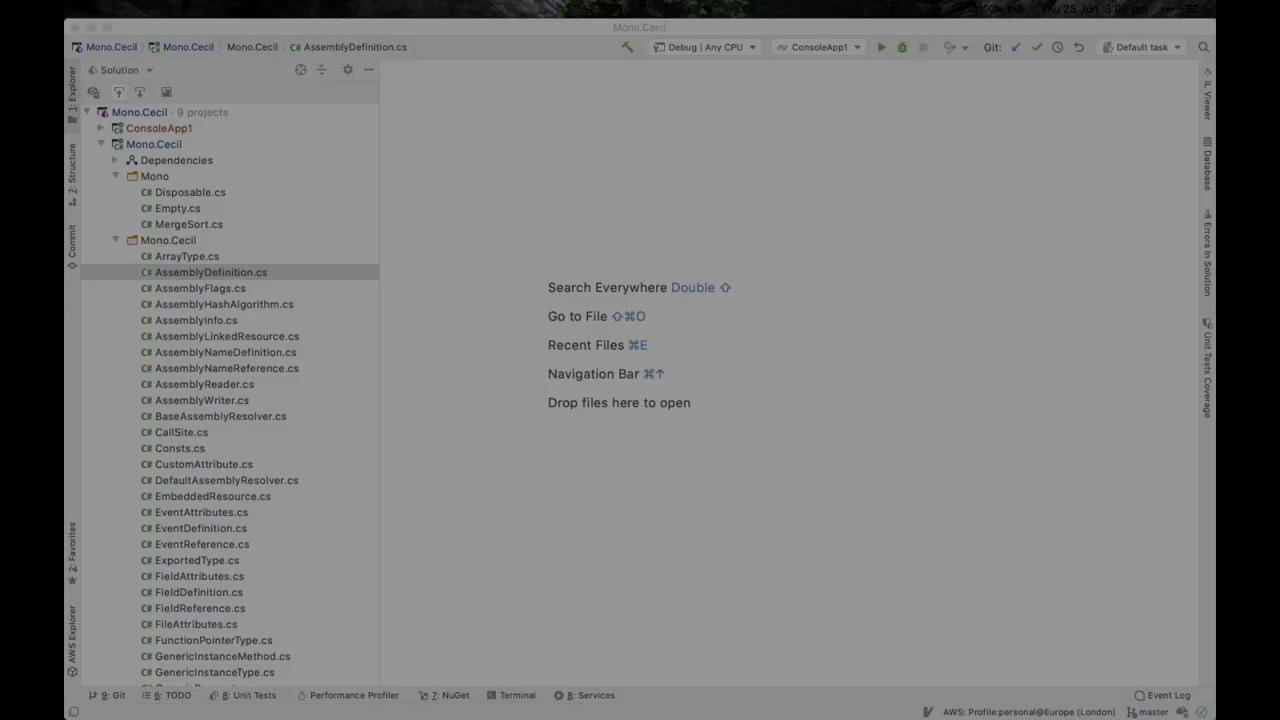 100%
Thu 25 Jun
Mono.Cecil
Mono.Cecil Mono.Cecil Mono.Cecil C# AssemblyDefinition.cs
Debug | Any CPU ConsoleApp1 Git: Default task
Solution
1: Explorer
Z: Structure
Commit
2: Favorites
AWS Explorer
Mono.Cecil · 9 projects
ConsoleApp1
Mono.Cecil
Dependencies
Mono
C# Disposable.cs
C# Empty.cs
C# MergeSort.cs
Mono.Cecil
C# ArrayType.cs
C# AssemblyDefinition.cs
C# AssemblyFlags.cs
C# AssemblyHashAlgorithm.cs
C# AssemblyInfo.cs
C# AssemblyLinkedResource.cs
C# AssemblyNameDefinition.cs
C# AssemblyNameReference.cs
C# AssemblyReader.cs
C# AssemblyWriter.cs
C# BaseAssemblyResolver.cs
C# CallSite.cs
C# Consts.cs
C# CustomAttribute.cs
C# DefaultAssemblyResolver.cs
C# EmbeddedResource.cs
C# EventAttributes.cs
C# EventDefinition.cs
C# EventReference.cs
C# ExportedType.cs
C# FieldAttributes.cs
C# FieldDefinition.cs
C# FieldReference.cs
C# FileAttributes.cs
C# FunctionPointerType.cs
C# GenericInstanceMethod.cs
C# GenericInstanceType.cs
Search Everywhere Double ⇧
Go to File ⇧⌘O
Recent Files ⌘E
Navigation Bar ⌘↑
Drop files here to open
IL Viewer
Database
Errors In Solution
Unit Tests Coverage
9: Git 6: TODO 8: Unit Tests Performance Profiler 7: NuGet Terminal 8: Services Event Log
AWS: Profile:personal@Europe (London) master